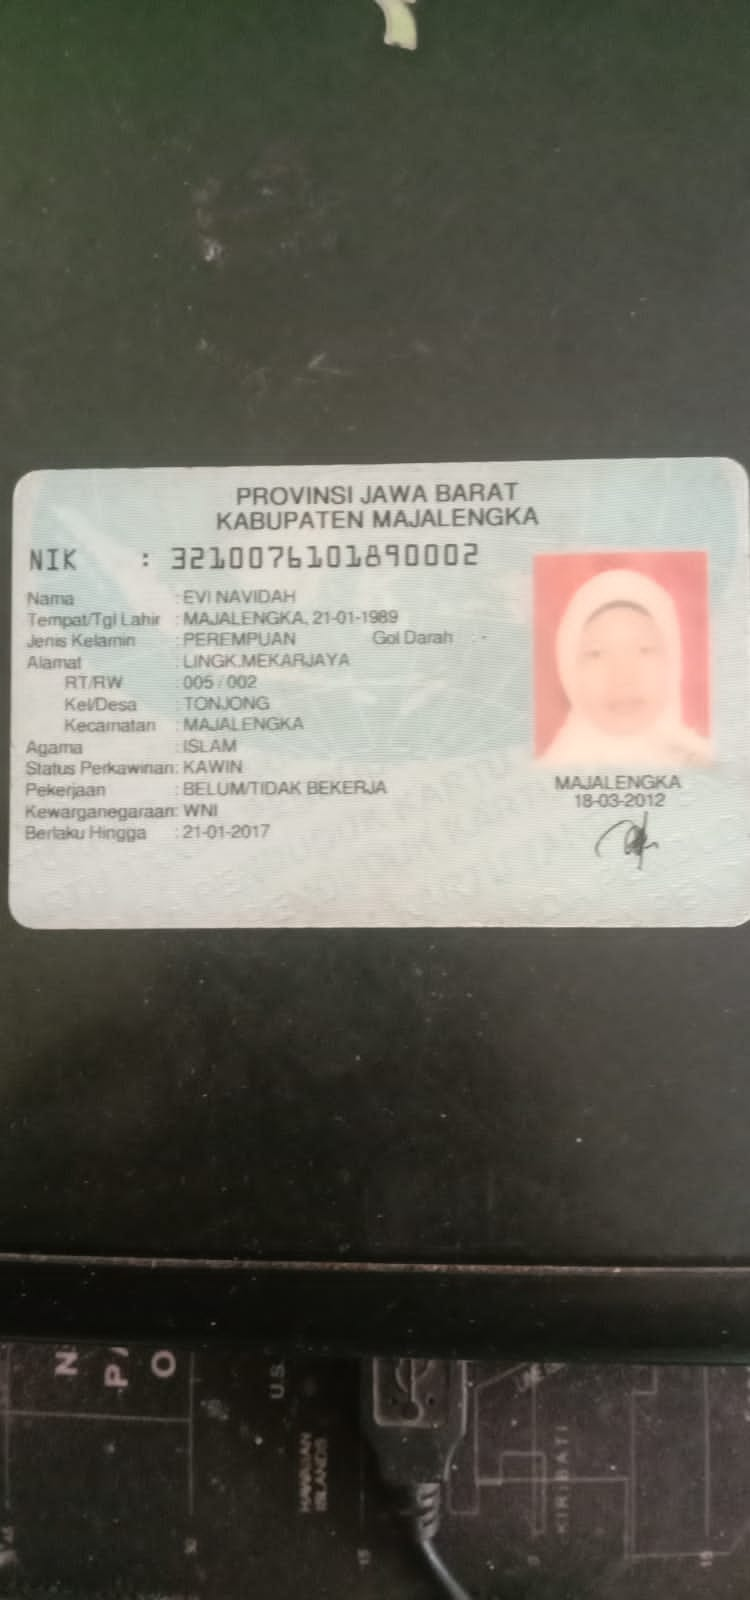 PROVINSI JAWA BARAT
KABUPATEN MAJALENGKA
NIK : 3210076101890002
Nama : EVI NAVIDAH
Tempat/Tgl Lahir : MAJALENGKA, 21-01-1989
Jenis Kelamin : PEREMPUAN Gol Darah -
Alamat : LINGK.MEKARJAYA
RT/RW : 005 / 002
Kel/Desa : TONJONG
Kecamatan : MAJALENGKA
Agama : ISLAM
Status Perkawinan: KAWIN
Pekerjaan : BELUM/TIDAK BEKERJA
Kewarganegaraan: WNI
Berlaku Hingga : 21-01-2017
MAJALENGKA
18-03-2012
U.S.
HAWAIIAN
ISLANDS
KIRIBATI